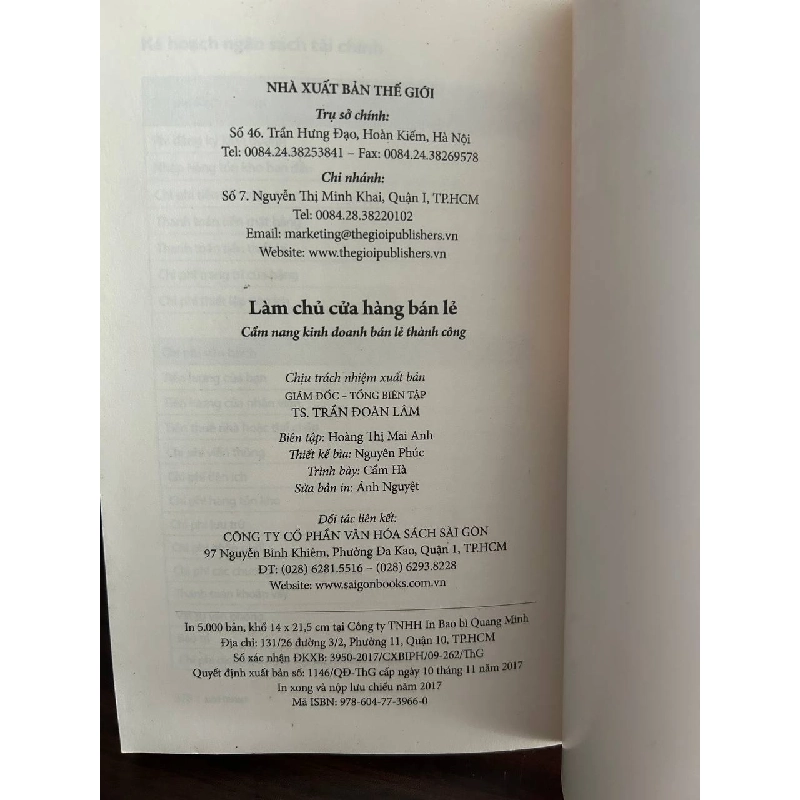 Kế hoạch ngân sách tài chính
NHÀ XUẤT BẢN THẾ GIỚI
Trụ sở chính:
Số 46. Trần Hưng Đạo, Hoàn Kiếm, Hà Nội
Tel: 0084.24.38253841 – Fax: 0084.24.38269578
Chi nhánh:
Số 7. Nguyễn Thị Minh Khai, Quận I, TP.HCM
Tel: 0084.28.38220102
Email: marketing@thegioipublishers.vn
Website: www.thegioipublishers.vn
Làm chủ cửa hàng bán lẻ
Cẩm nang kinh doanh bán lẻ thành công
Chịu trách nhiệm xuất bản
GIÁM ĐỐC – TỔNG BIÊN TẬP
TS. TRẦN ĐOÀN LÂM
Biên tập: Hoàng Thị Mai Anh
Thiết kế bìa: Nguyên Phúc
Trình bày: Cẩm Hà
Sửa bản in: Ánh Nguyệt
Đối tác liên kết:
CÔNG TY CỔ PHẦN VĂN HÓA SÁCH SÀI GÒN
97 Nguyễn Bỉnh Khiêm, Phường Đa Kao, Quận 1, TP.HCM
ĐT: (028) 6281.5516 – (028) 6293.8228
Website: www.saigonbooks.com.vn
In 5.000 bản, khổ 14 x 21,5 cm tại Công ty TNHH In Bao bì Quang Minh
Địa chỉ: 131/26 đường 3/2, Phường 11, Quận 10, TP.HCM
Số xác nhận ĐKXB: 3950-2017/CXBIPH/09-262/ThG
Quyết định xuất bản số: 1146/QĐ-ThG cấp ngày 10 tháng 11 năm 2017
In xong và nộp lưu chiểu năm 2017
Mã ISBN: 978-604-77-3966-0